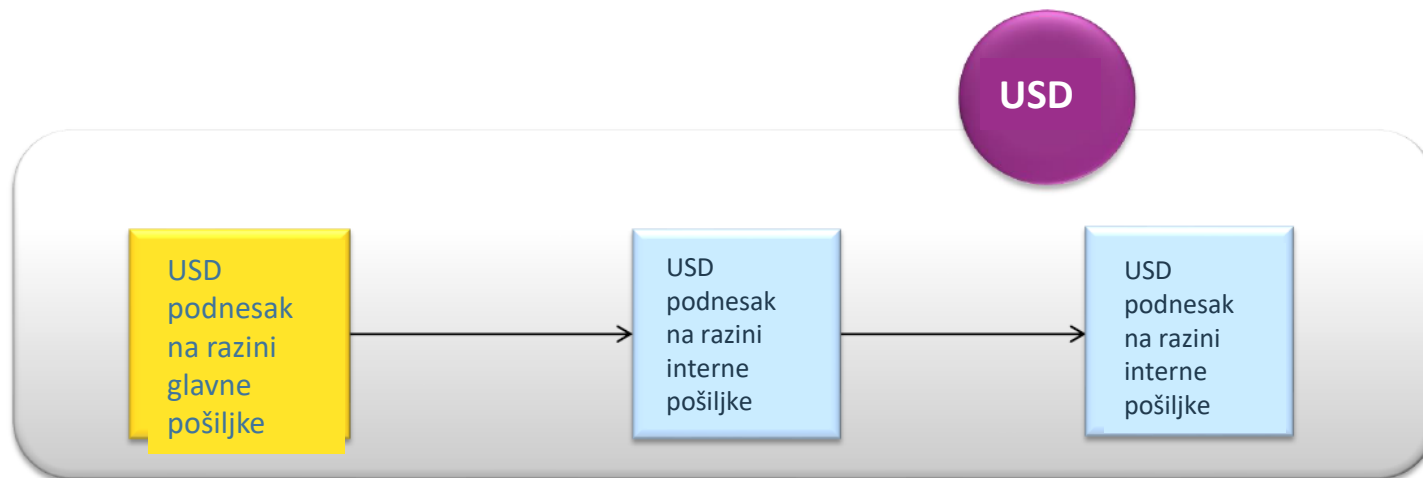 USD
USD
podnesak
na razini
glavne
pošiljke
USD
podnesak
na razini
interne
pošiljke
USD
podnesak
na razini
interne
pošiljke